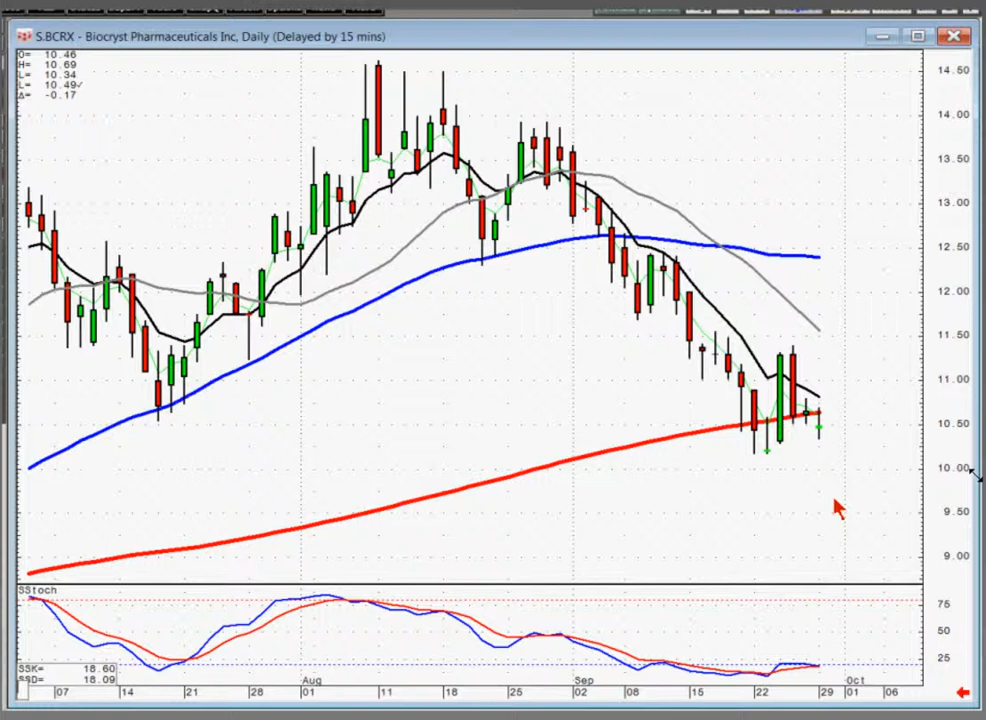 S.BCRX - Biocryst Pharmaceuticals Inc, Daily (Delayed by 15 mins)
O= 10.46
H= 10.69
L= 10.34
L= 10.49✓
Δ= -0.17
14.50
14.00
13.50
13.00
12.50
12.00
11.50
11.00
10.50
10.00
9.50
9.00
SStoch
75
50
25
SSK= 18.60
SSD= 18.09
Aug Sep Oct
07 14 21 28 01 11 18 25 02 08 15 22 29 01 06